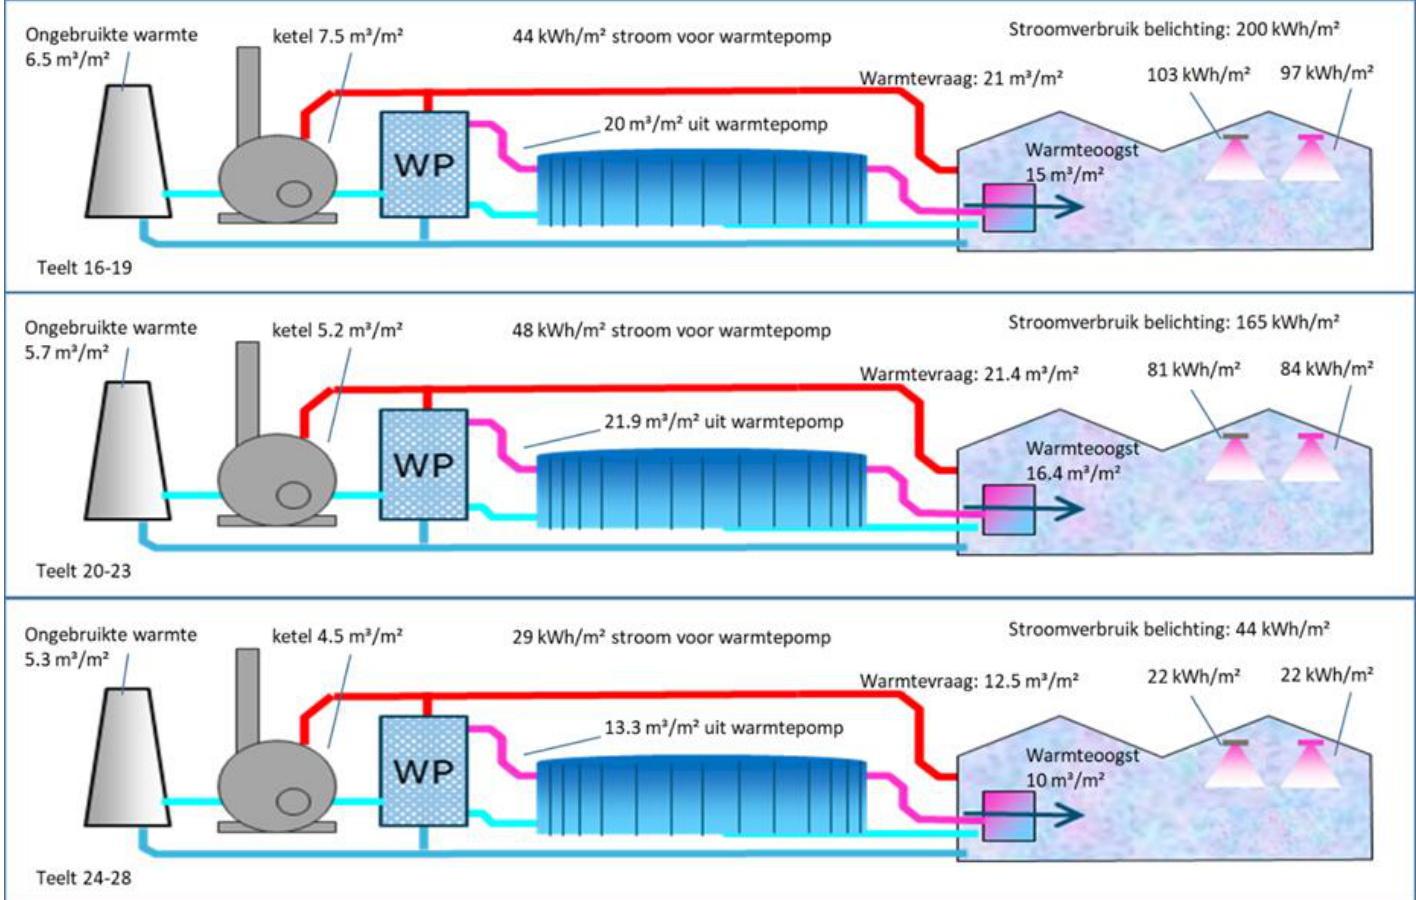 Ongebruikte warmte
6.5 m³/m²
ketel 7.5 m³/m²
44 kWh/m² stroom voor warmtepomp
Stroomverbruik belichting: 200 kWh/m²
Warmtevraag: 21 m³/m²
103 kWh/m²
97 kWh/m²
20 m³/m² uit warmtepomp
WP
Warmteoogst
15 m³/m²
Teelt 16-19
Ongebruikte warmte
5.7 m³/m²
ketel 5.2 m³/m²
48 kWh/m² stroom voor warmtepomp
Stroomverbruik belichting: 165 kWh/m²
Warmtevraag: 21.4 m³/m²
81 kWh/m²
84 kWh/m²
21.9 m³/m² uit warmtepomp
WP
Warmteoogst
16.4 m³/m²
Teelt 20-23
Ongebruikte warmte
5.3 m³/m²
ketel 4.5 m³/m²
29 kWh/m² stroom voor warmtepomp
Stroomverbruik belichting: 44 kWh/m²
Warmtevraag: 12.5 m³/m²
22 kWh/m²
22 kWh/m²
13.3 m³/m² uit warmtepomp
WP
Warmteoogst
10 m³/m²
Teelt 24-28